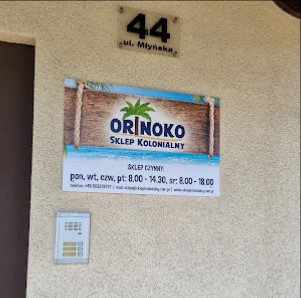 44
ul. Młyńska
ORINOKO
SKLEP KOLONIALNY
SKLEP CZYNNY:
pon, wt, czw, pt: 8.00 - 14.30, śr: 8.00 - 18.00